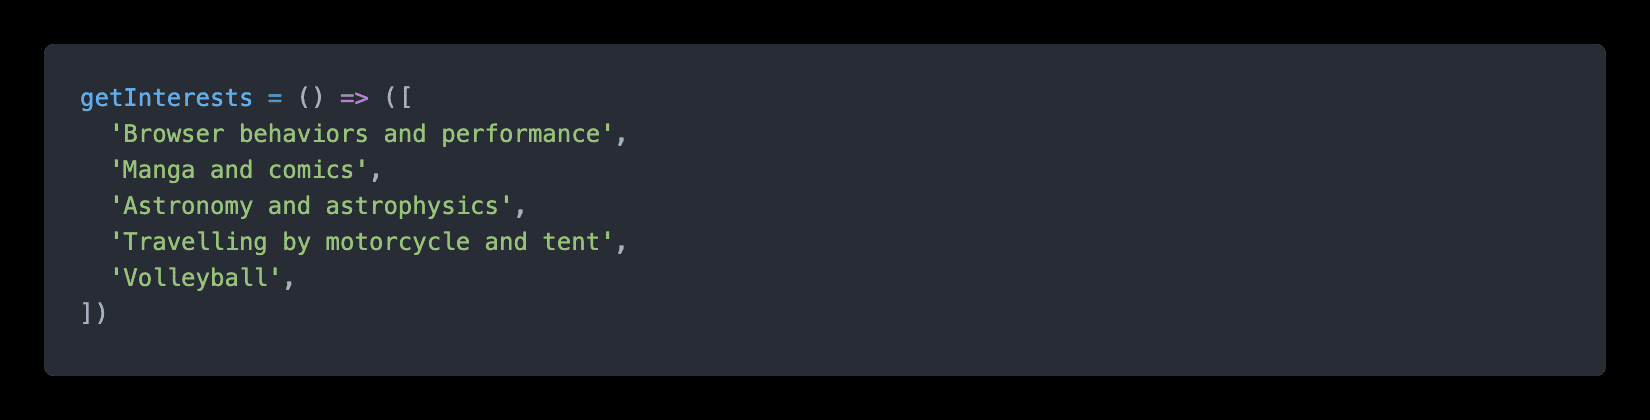 getInterests = () => ([
  'Browser behaviors and performance',
  'Manga and comics',
  'Astronomy and astrophysics',
  'Travelling by motorcycle and tent',
  'Volleyball',
])